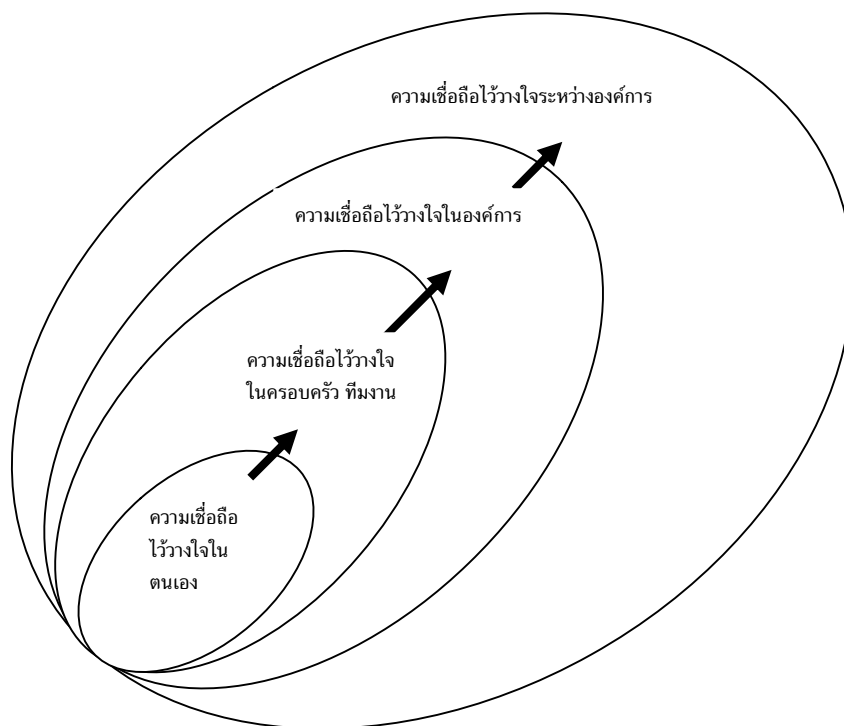 ความเชื่อถือไว้วางใจระหว่างองค์การ
ความเชื่อถือไว้วางใจในองค์การ
ความเชื่อถือไว้วางใจ
ในครอบครัว ทีมงาน
ความเชื่อถือ
ไว้วางใจใน
ตนเอง